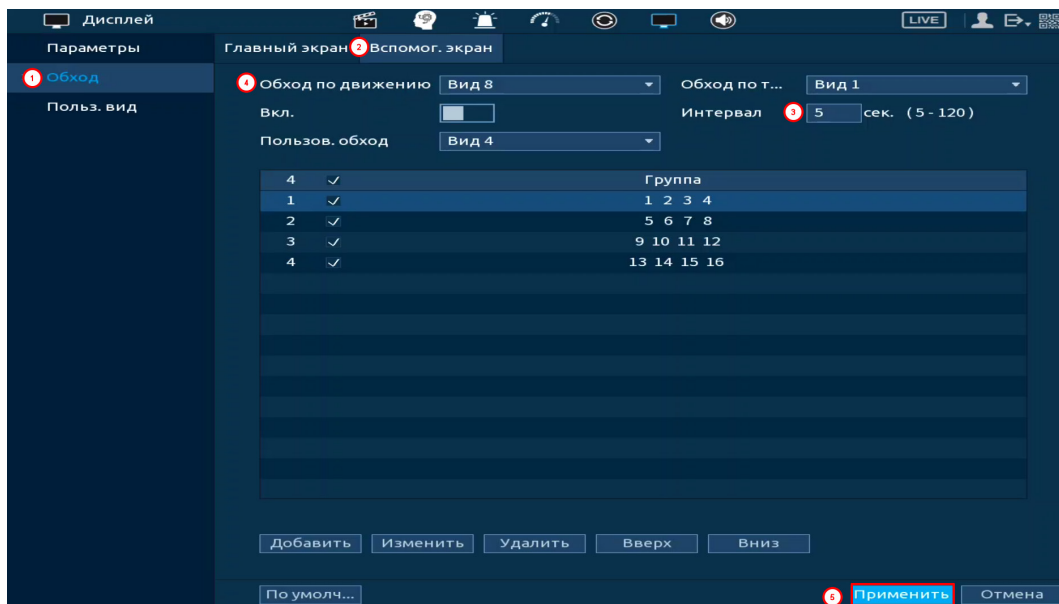 Дисплей LIVE
Параметры
Главный экран 2 Вспомог. экран
1 Обход
4 Обход по движению Вид 8 Обход по т... Вид 1
Польз. вид
Вкл. Интервал 3 5 сек. (5-120)
Пользов. обход Вид 4
4 Группа
1 1 2 3 4
2 5 6 7 8
3 9 10 11 12
4 13 14 15 16
Добавить Изменить Удалить Вверх Вниз
По умолч... 5 Применить Отмена